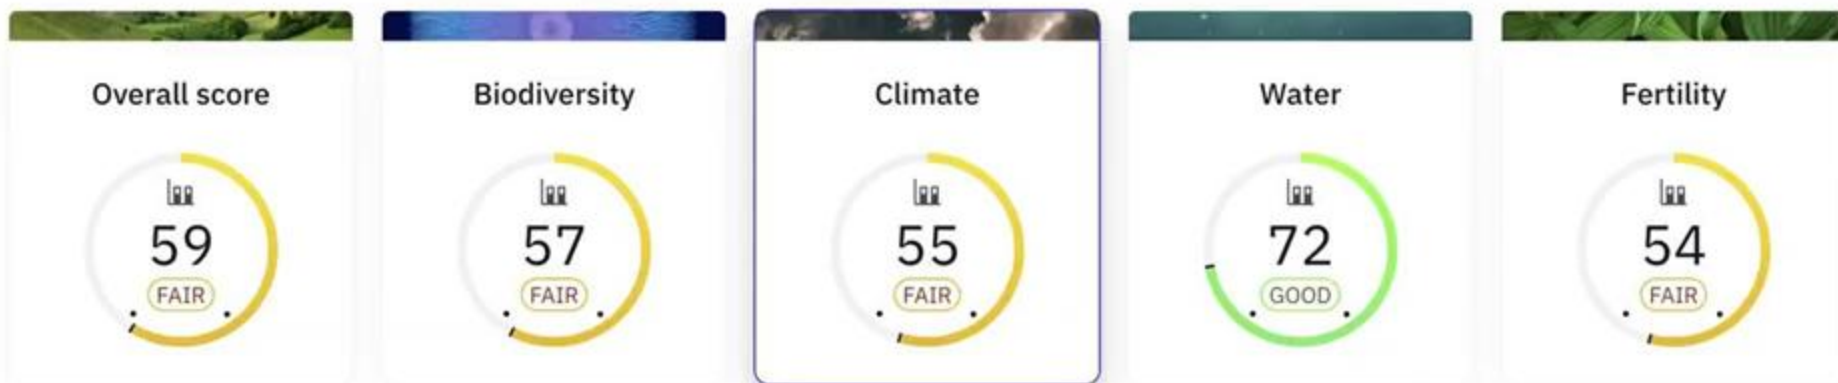 Overall score
59
FAIR
Biodiversity
57
FAIR
Climate
55
FAIR
Water
72
GOOD
Fertility
54
FAIR